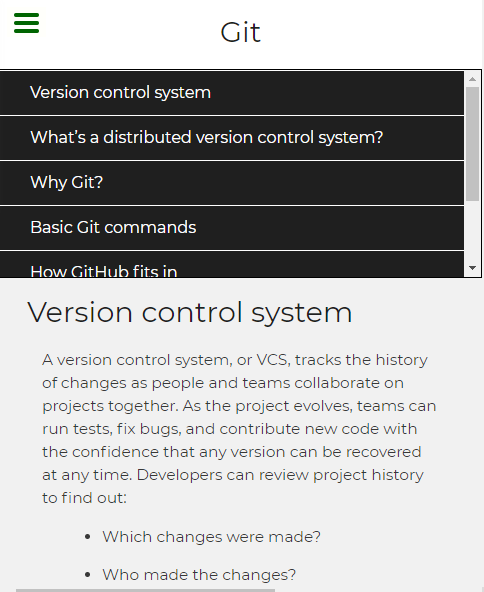 Git
Version control system
What's a distributed version control system?
Why Git?
Basic Git commands
How GitHub fits in
Version control system
A version control system, or VCS, tracks the history
of changes as people and teams collaborate on
projects together. As the project evolves, teams can
run tests, fix bugs, and contribute new code with
the confidence that any version can be recovered
at any time. Developers can review project history
to find out:
• Which changes were made?
• Who made the changes?